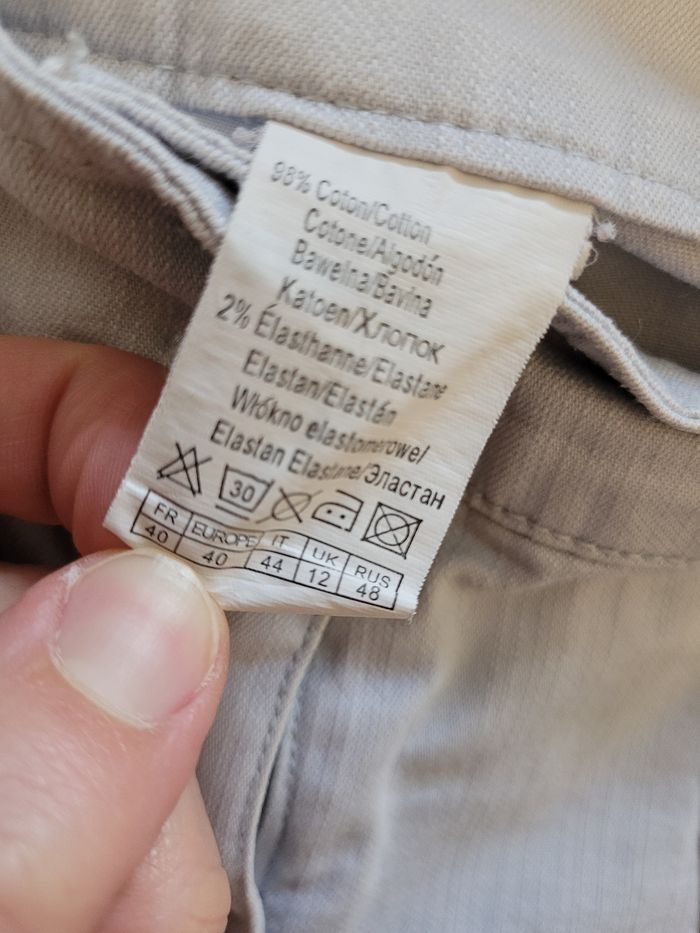 98% Coton/Cotton
Cotone/Algodón
Bawełna/Bavlna
Katoen/Хлопок
2% Élasthanne/Elastane
Elastan/Elastán
Włókno elastomerowe/
Elastan Elastane/Эластан
30
FR EUROPE IT UK RUS
40 40 44 12 48